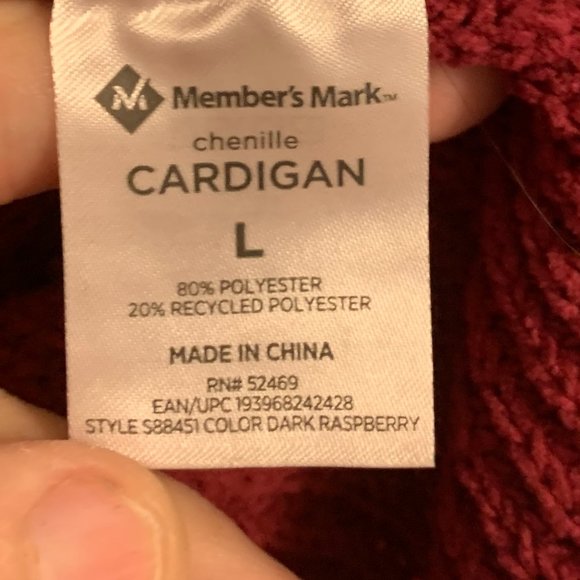 M Member's Mark™
chenille
CARDIGAN
L
80% POLYESTER
20% RECYCLED POLYESTER
MADE IN CHINA
RN# 52469
EAN/UPC 193968242428
STYLE S88451 COLOR DARK RASPBERRY